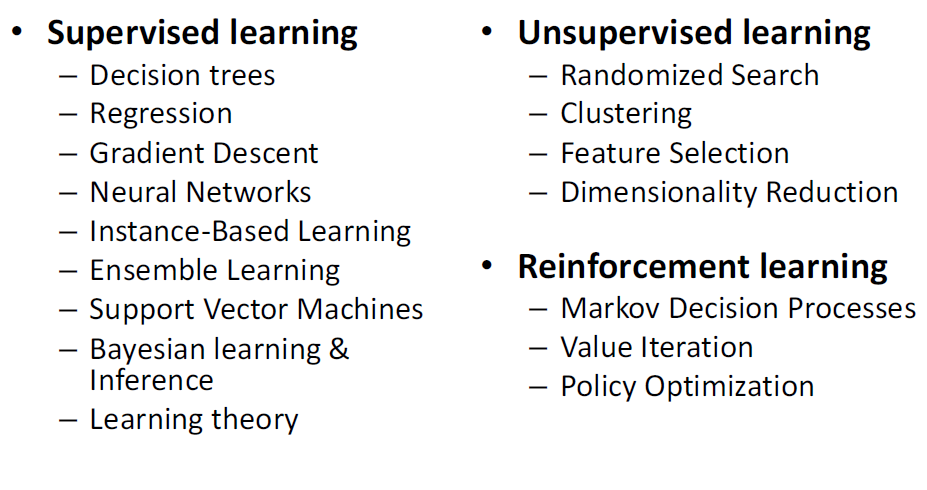 • Supervised learning
– Decision trees
– Regression
– Gradient Descent
– Neural Networks
– Instance-Based Learning
– Ensemble Learning
– Support Vector Machines
– Bayesian learning &
Inference
– Learning theory
• Unsupervised learning
– Randomized Search
– Clustering
– Feature Selection
– Dimensionality Reduction
• Reinforcement learning
– Markov Decision Processes
– Value Iteration
– Policy Optimization